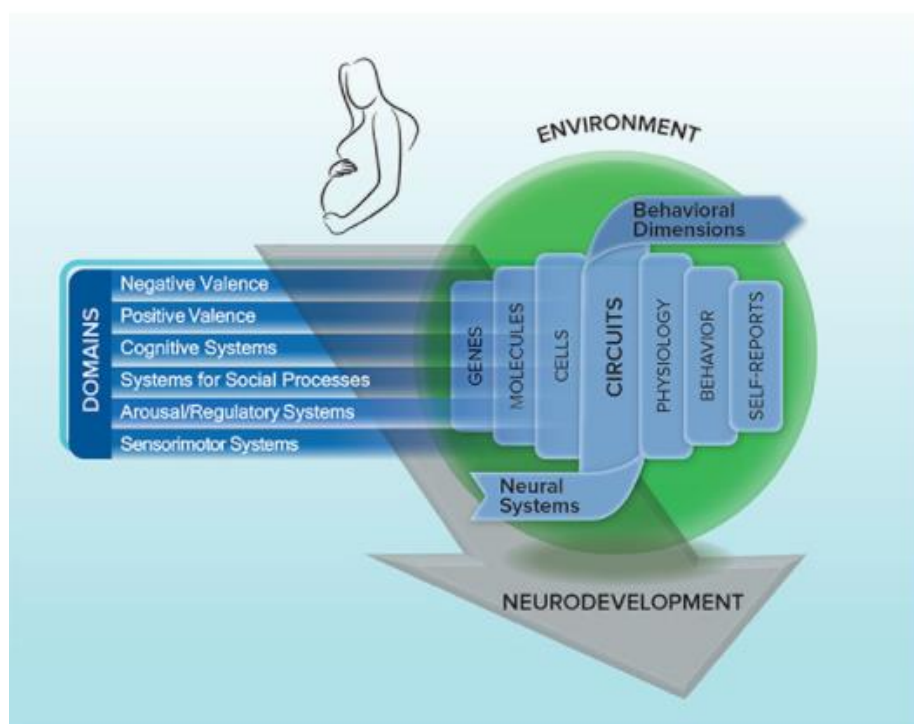 ENVIRONMENT
Behavioral
Dimensions
DOMAINS
Negative Valence
Positive Valence
Cognitive Systems
Systems for Social Processes
Arousal/Regulatory Systems
Sensorimotor Systems
GENES
MOLECULES
CELLS
CIRCUITS
PHYSIOLOGY
BEHAVIOR
SELF-REPORTS
Neural
Systems
NEURODEVELOPMENT